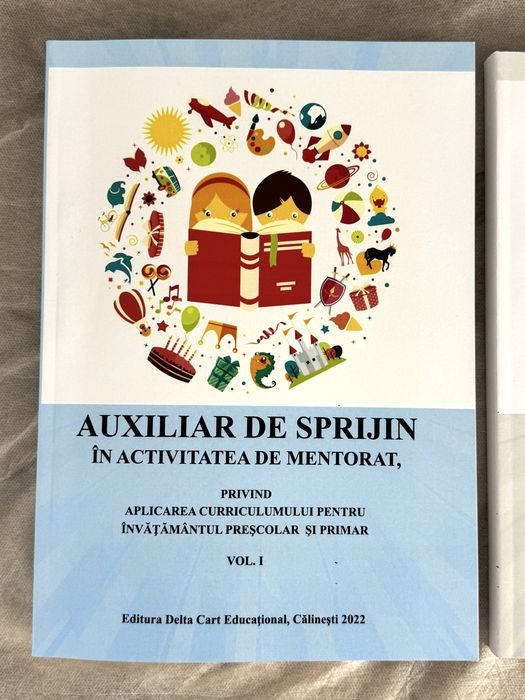 AUXILIAR DE SPRIJIN
ÎN ACTIVITATEA DE MENTORAT,
PRIVIND
APLICAREA CURRICULUMULUI PENTRU
ÎNVĂȚĂMÂNTUL PREȘCOLAR ȘI PRIMAR
VOL. I
Editura Delta Cart Educațional, Călinești 2022